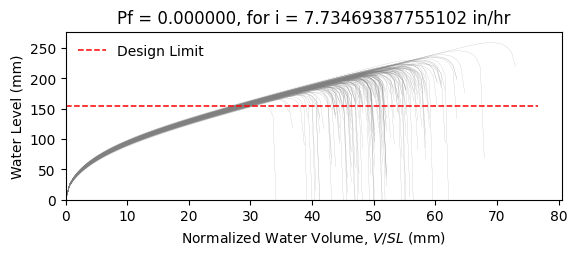 Pf = 0.000000, for i = 7.73469387755102 in/hr
Design Limit
Water Level (mm)
250
200
150
100
50
0
0 10 20 30 40 50 60 70 80
Normalized Water Volume, V/SL (mm)